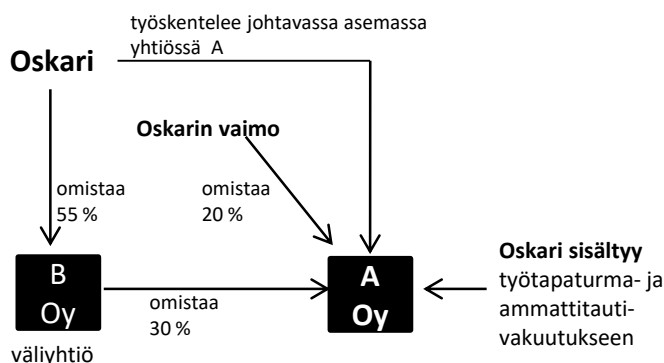 työskentelee johtavassa asemassa
yhtiössä A
Oskari
Oskarin vaimo
omistaa
55 %
omistaa
20 %
B
Oy
väliyhtiö
omistaa
30 %
A
Oy
Oskari sisältyy
työtapaturma- ja
ammattitauti-
vakuutukseen